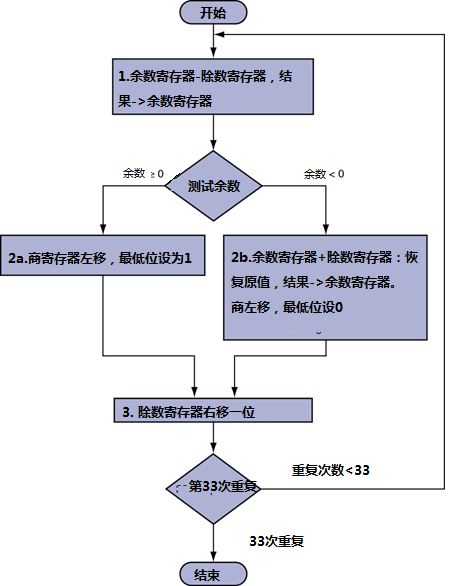 开始
1.余数寄存器-除数寄存器，结
果->余数寄存器
余数 ≥0
测试余数
余数 < 0
2a.商寄存器左移，最低位设为1
2b.余数寄存器+除数寄存器：恢
复原值，结果->余数寄存器。
商左移，最低位设0
3. 除数寄存器右移一位
第33次重复
重复次数<33
33次重复
结束